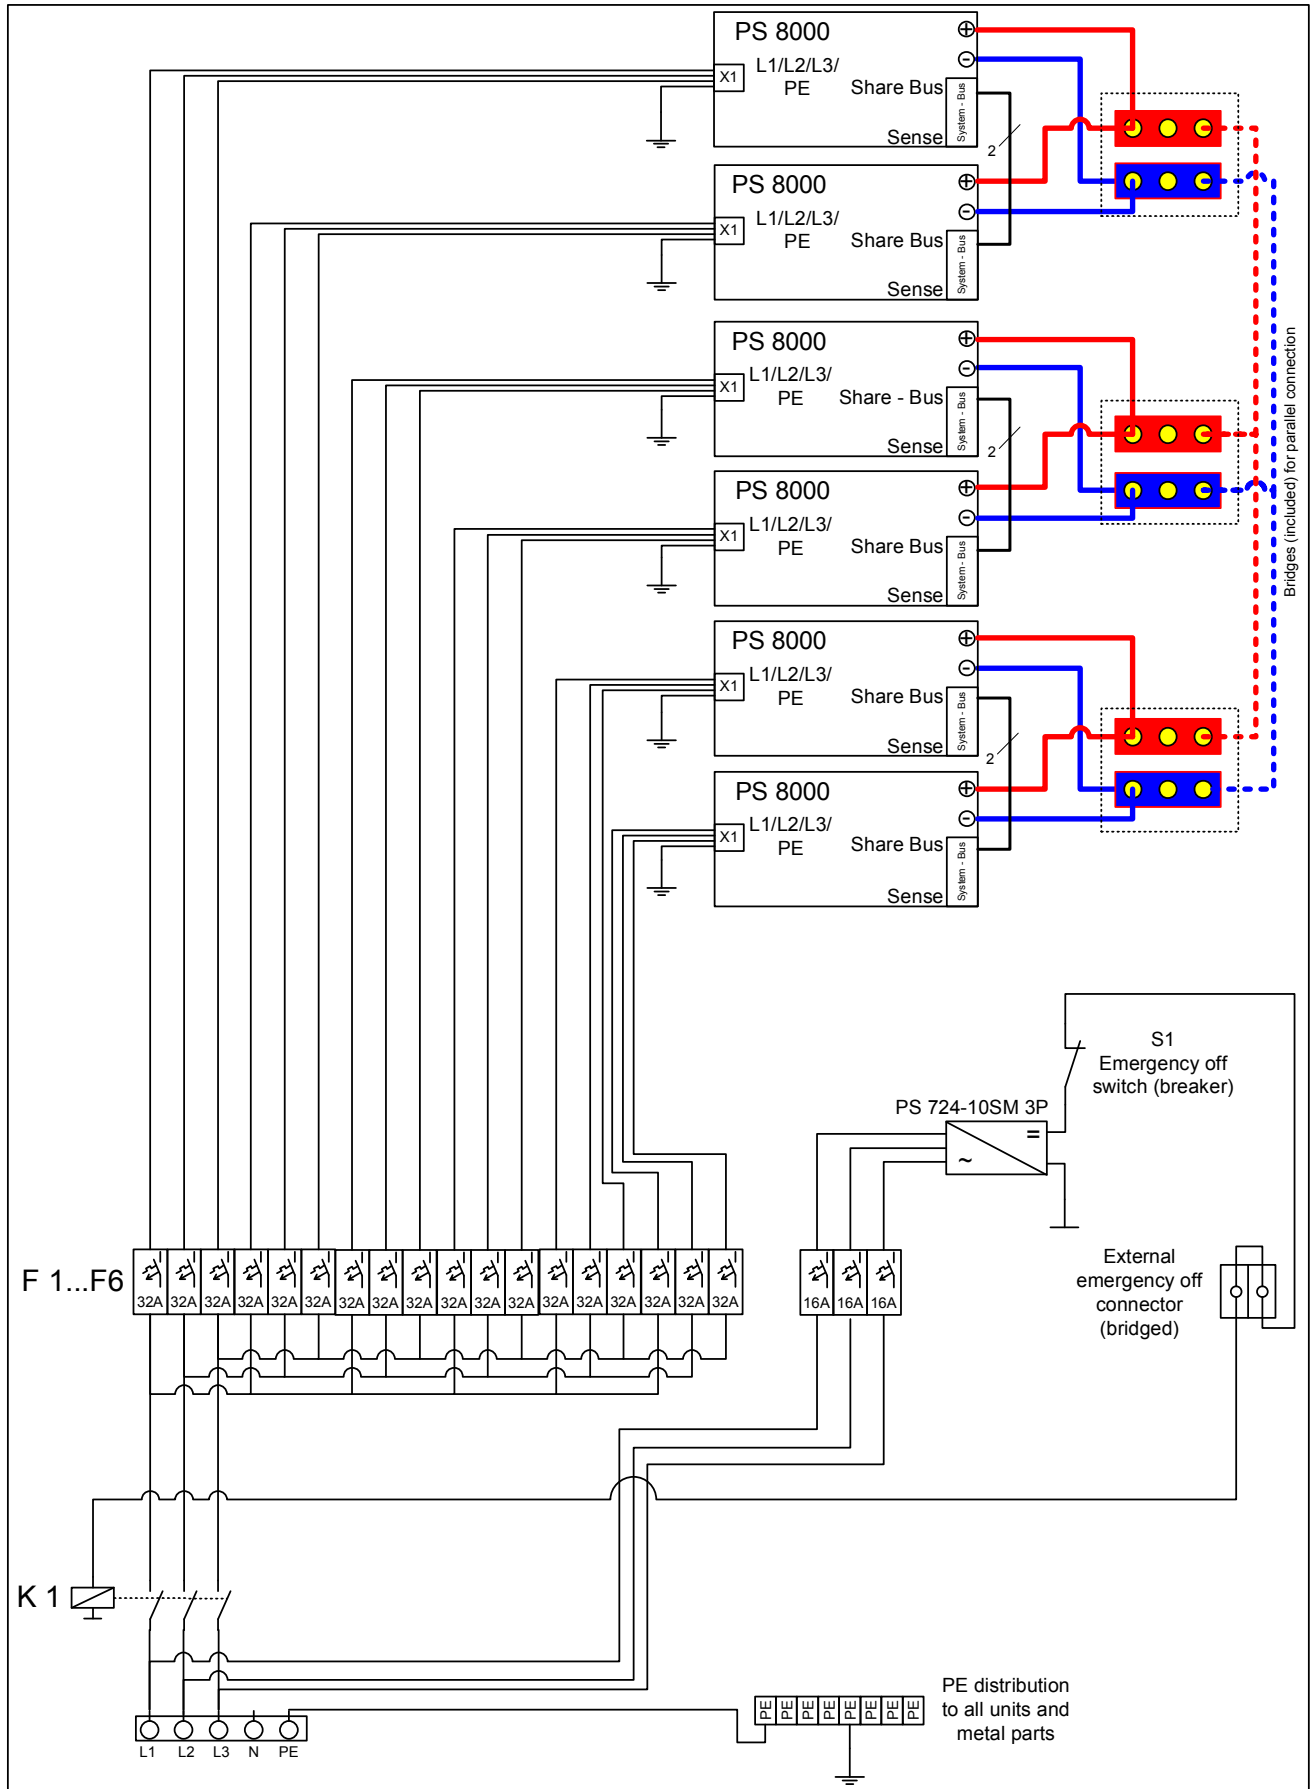 PS 8000
X1
L1/L2/L3/
PE
Share Bus
Sense
System - Bus
2
PS 8000
X1
L1/L2/L3/
PE
Share Bus
Sense
System - Bus
PS 8000
X1
L1/L2/L3/
PE
Share - Bus
Sense
System - Bus
2
PS 8000
X1
L1/L2/L3/
PE
Share Bus
Sense
System - Bus
Bridges (included) for parallel connection
PS 8000
X1
L1/L2/L3/
PE
Share Bus
Sense
System - Bus
2
PS 8000
X1
L1/L2/L3/
PE
Share Bus
Sense
System - Bus
S1
Emergency off
switch (breaker)
PS 724-10SM 3P
=
~
F 1...F6
32A 32A 32A 32A 32A 32A 32A 32A 32A 32A 32A 32A 32A 32A 32A 32A 32A 32A
16A 16A 16A
External
emergency off
connector
(bridged)
K 1
L1 L2 L3 N PE
PE PE PE PE PE PE PE PE
PE distribution
to all units and
metal parts